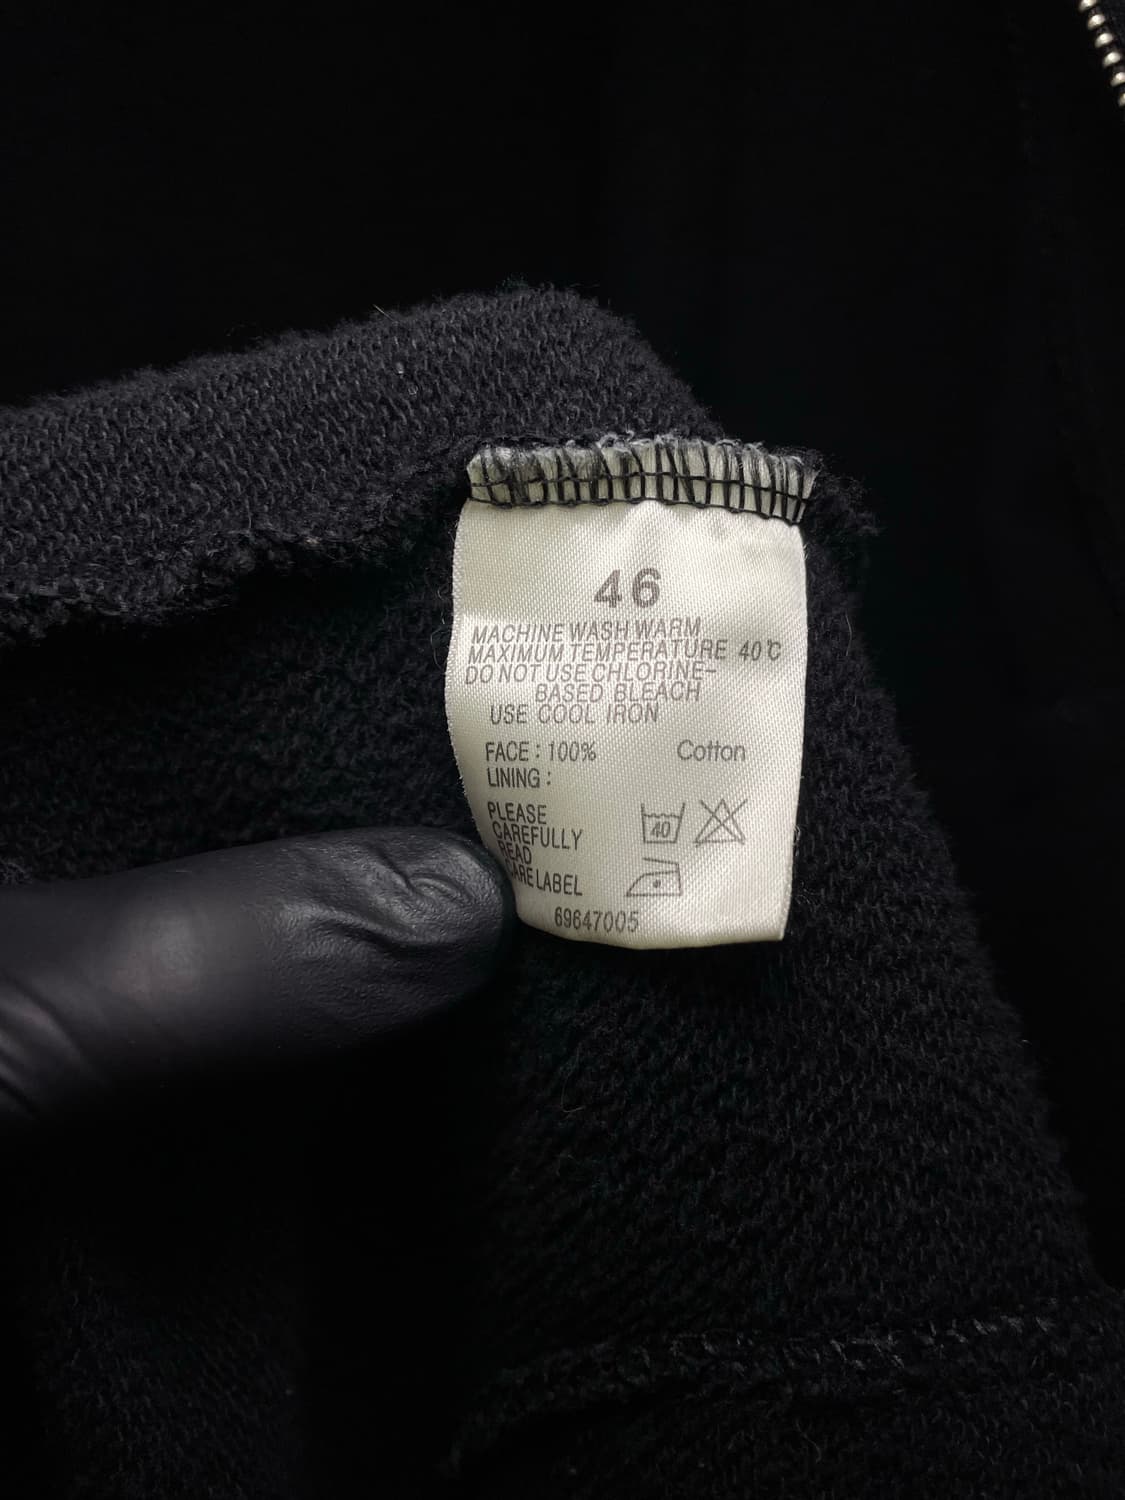 46
MACHINE WASH WARM
MAXIMUM TEMPERATURE 40℃
DO NOT USE CHLORINE-
BASED BLEACH
USE COOL IRON
FACE : 100% Cotton
LINING :
PLEASE
CAREFULLY
READ
CARE LABEL
40
69647005